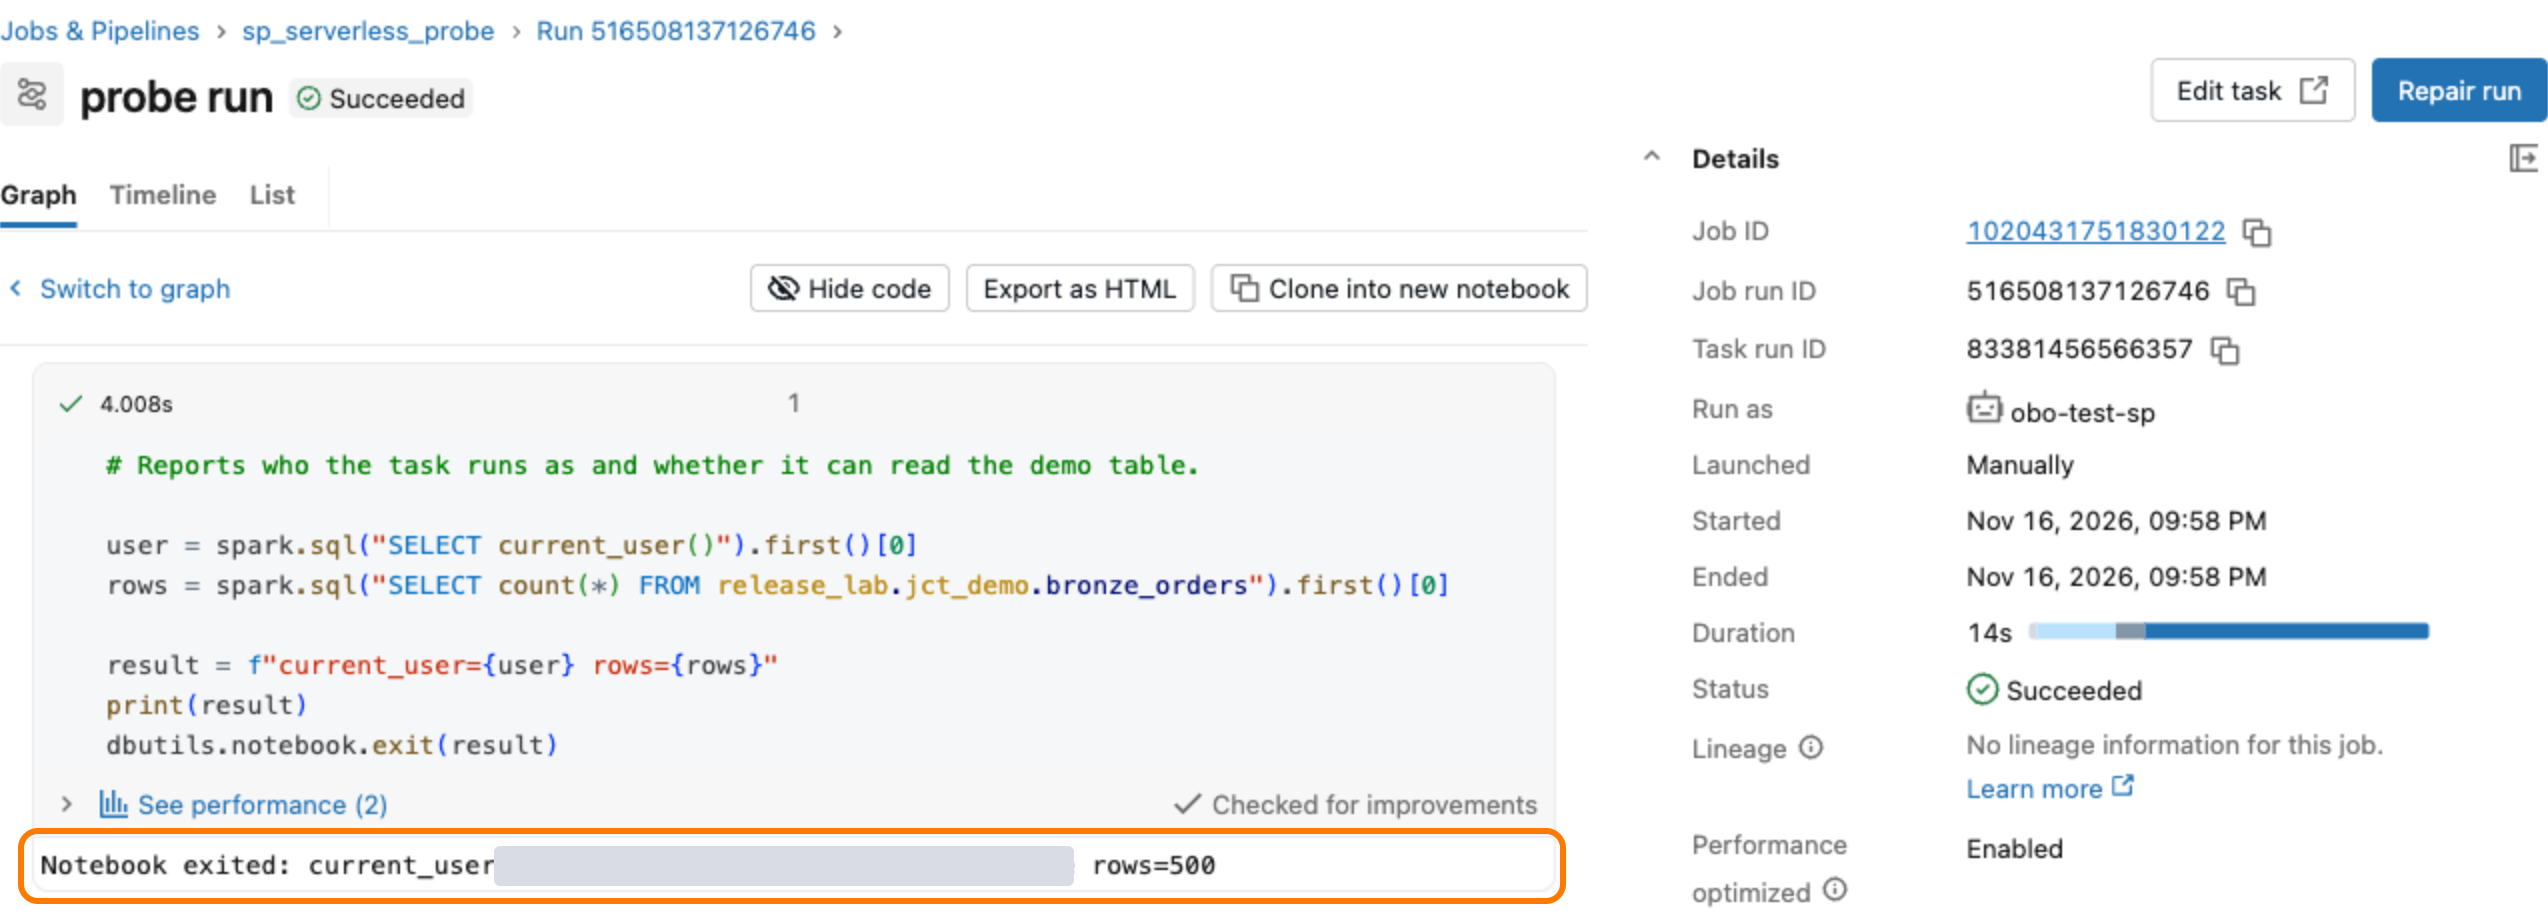 Jobs & Pipelines > sp_serverless_probe > Run 516508137126746 >
probe run Succeeded
Edit task Repair run
Graph Timeline List
Switch to graph
Hide code Export as HTML Clone into new notebook
4.008s 1
# Reports who the task runs as and whether it can read the demo table.
user = spark.sql("SELECT current_user()").first()[0]
rows = spark.sql("SELECT count(*) FROM release_lab.jct_demo.bronze_orders").first()[0]
result = f"current_user={user} rows={rows}"
print(result)
dbutils.notebook.exit(result)
See performance (2) Checked for improvements
Notebook exited: current_user rows=500
Details
Job ID 1020431751830122
Job run ID 516508137126746
Task run ID 83381456566357
Run as obo-test-sp
Launched Manually
Started Nov 16, 2026, 09:58 PM
Ended Nov 16, 2026, 09:58 PM
Duration 14s
Status Succeeded
Lineage No lineage information for this job.
Learn more
Performance optimized Enabled